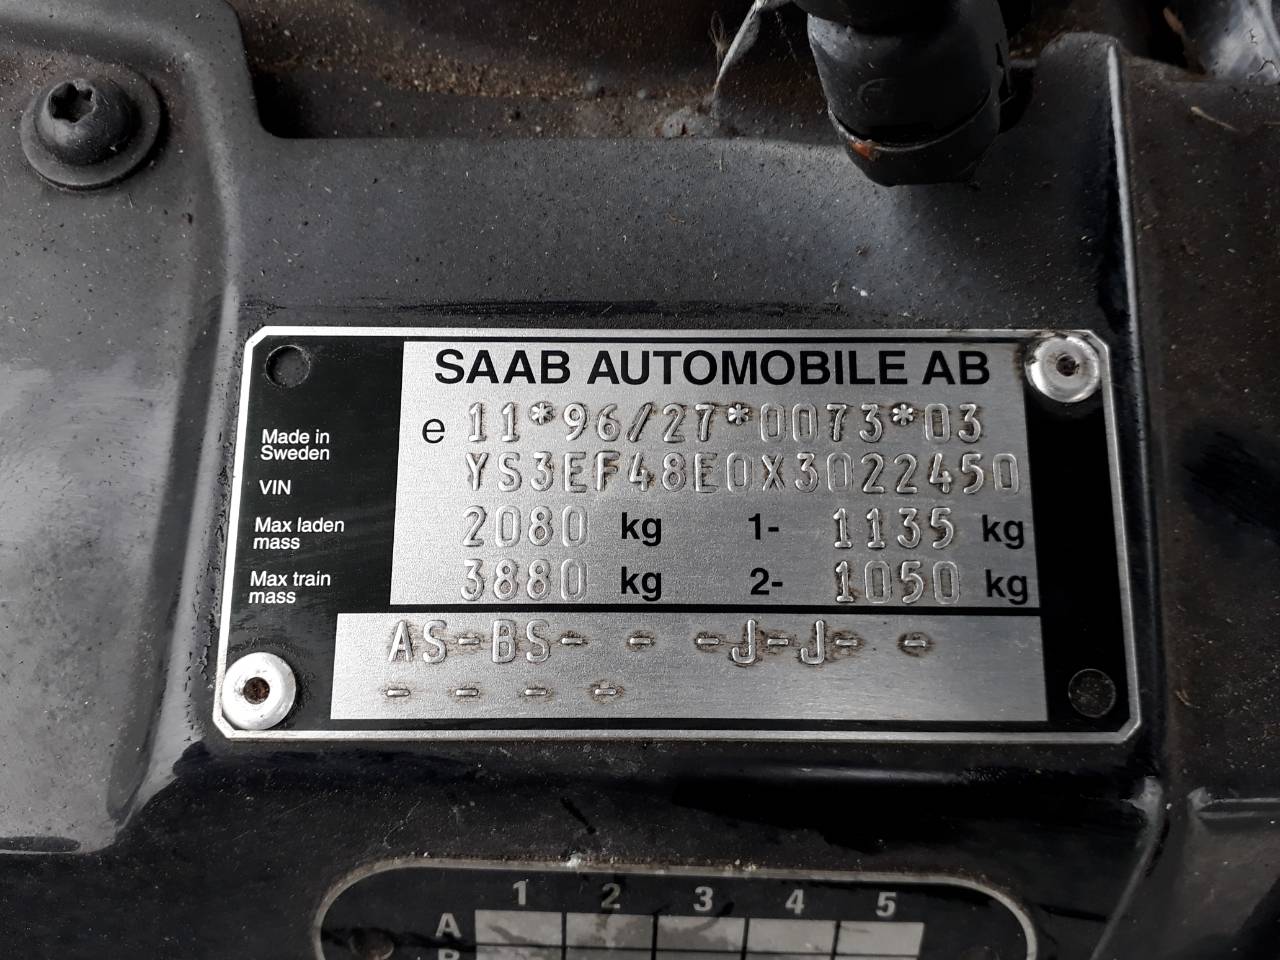 SAAB AUTOMOBILE AB
e 11*96/27*0073*03
Made in
Sweden
VIN YS3EF48E0X3022450
Max laden
mass 2080 kg 1- 1135 kg
Max train
mass 3880 kg 2- 1050 kg
AS-BS- - -J-J- -
- - - -
1 2 3 4 5
A
B